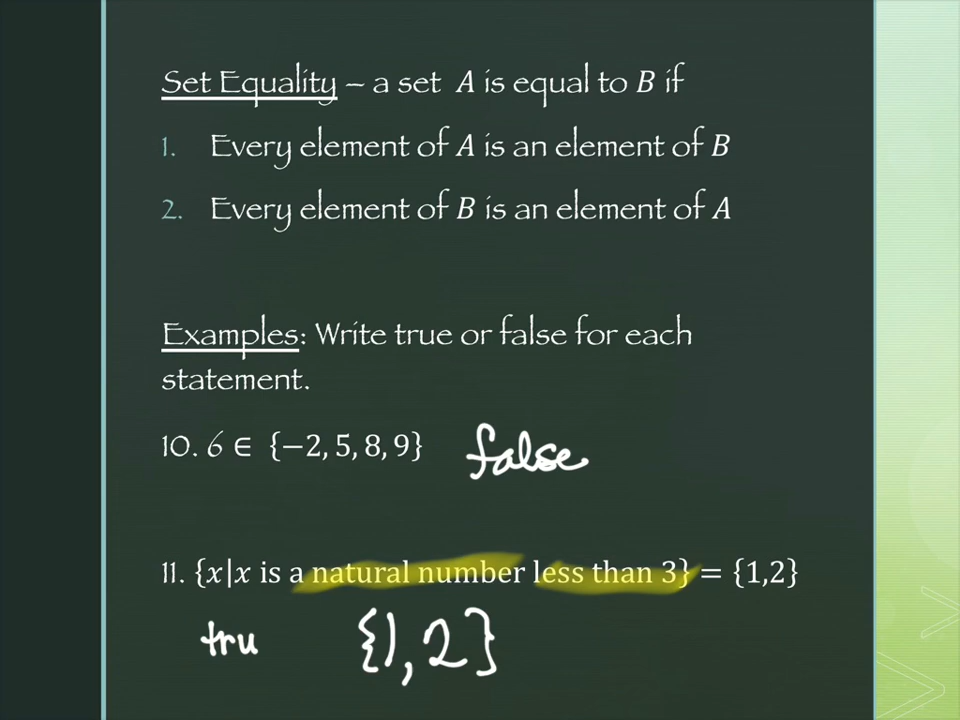 Set Equality – a set A is equal to B if
1. Every element of A is an element of B
2. Every element of B is an element of A
Examples: Write true or false for each
statement.
10. 6 ∈ {−2, 5, 8, 9} false
11. {x|x is a natural number less than 3} = {1,2}
tru {1, 2}